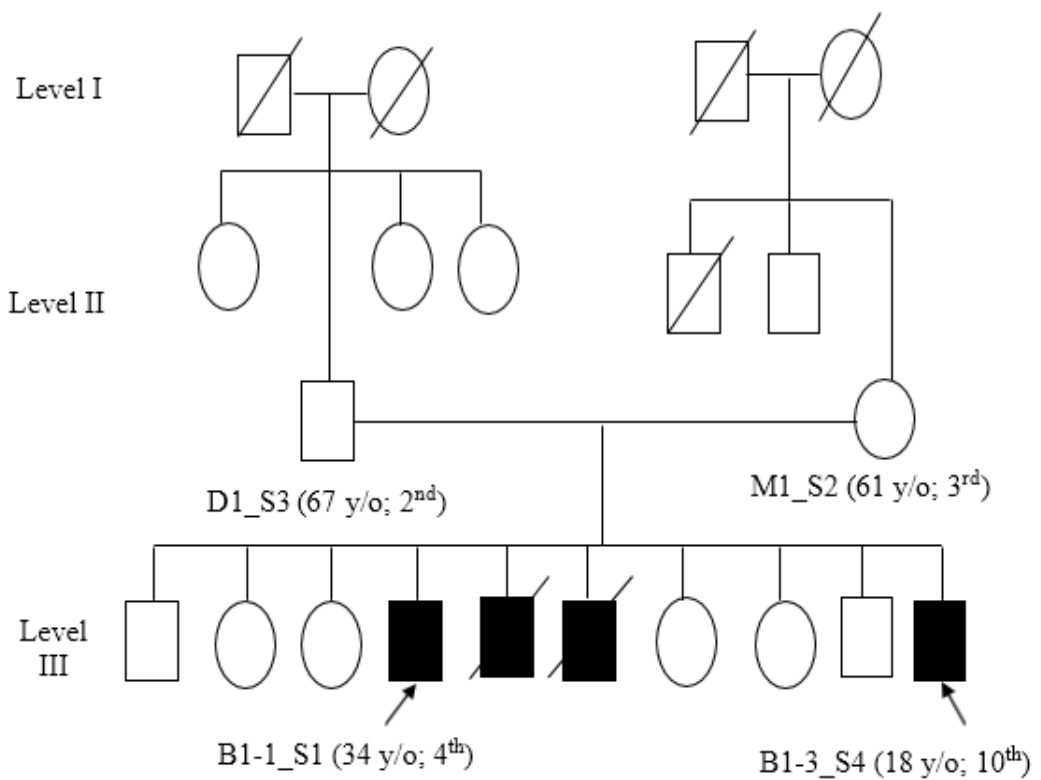 Level I
Level II
D1_S3 (67 y/o; 2nd)
M1_S2 (61 y/o; 3rd)
Level
III
B1-1_S1 (34 y/o; 4th)
B1-3_S4 (18 y/o; 10th)